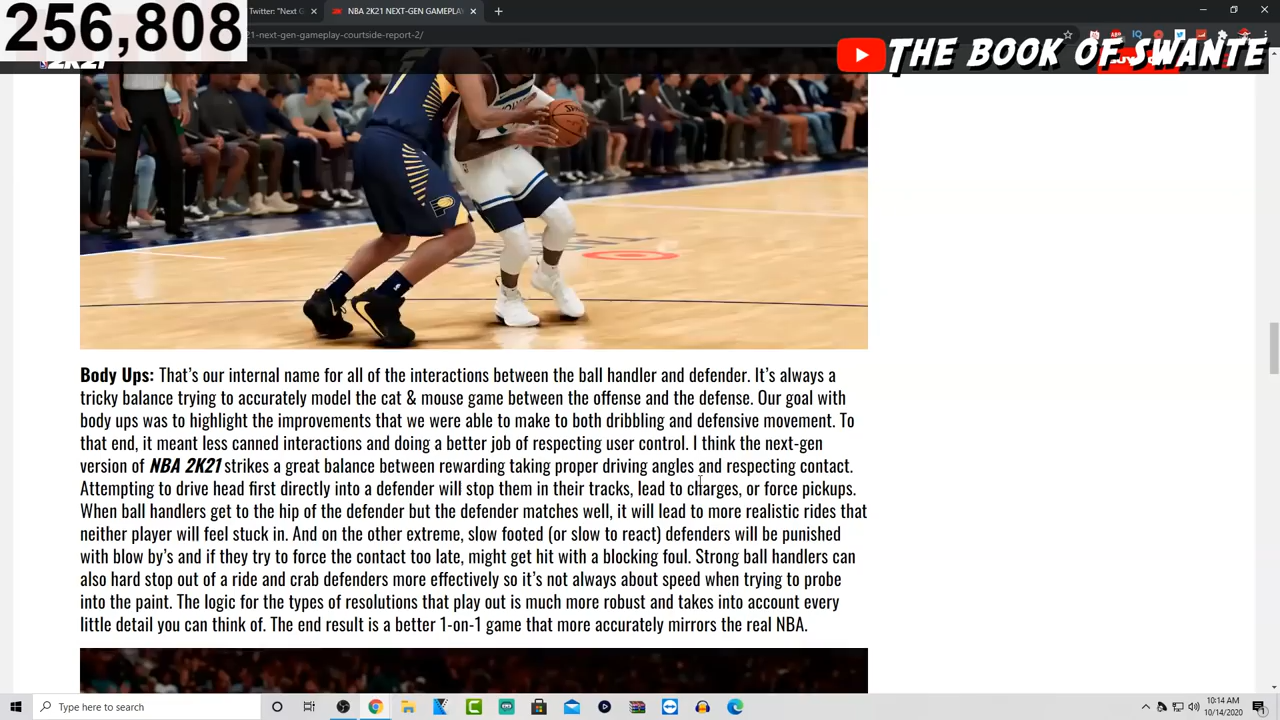 256,808
Twitter: "Next G
NBA 2K21 NEXT-GEN GAMEPLAY
-next-gen-gameplay-courtside-report-2/
THE BOOK OF SWANTE
Body Ups: That's our internal name for all of the interactions between the ball handler and defender. It's always a
tricky balance trying to accurately model the cat & mouse game between the offense and the defense. Our goal with
body ups was to highlight the improvements that we were able to make to both dribbling and defensive movement. To
that end, it meant less canned interactions and doing a better job of respecting user control. I think the next-gen
version of NBA 2K21 strikes a great balance between rewarding taking proper driving angles and respecting contact.
Attempting to drive head first directly into a defender will stop them in their tracks, lead to charges, or force pickups.
When ball handlers get to the hip of the defender but the defender matches well, it will lead to more realistic rides that
neither player will feel stuck in. And on the other extreme, slow footed (or slow to react) defenders will be punished
with blow by's and if they try to force the contact too late, might get hit with a blocking foul. Strong ball handlers can
also hard stop out of a ride and crab defenders more effectively so it's not always about speed when trying to probe
into the paint. The logic for the types of resolutions that play out is much more robust and takes into account every
little detail you can think of. The end result is a better 1-on-1 game that more accurately mirrors the real NBA.
Type here to search
10:14 AM
10/14/2020